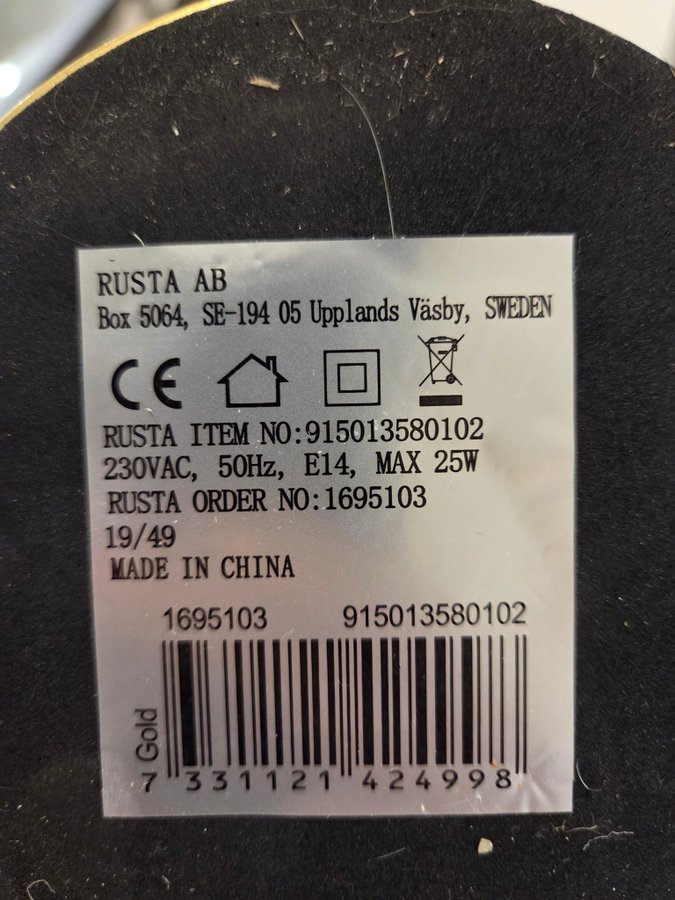 RUSTA AB
Box 5064, SE-194 05 Upplands Väsby, SWEDEN
CE
RUSTA ITEM NO:915013580102
230VAC, 50Hz, E14, MAX 25W
RUSTA ORDER NO:1695103
19/49
MADE IN CHINA
1695103 915013580102
Gold
7 331121 424998